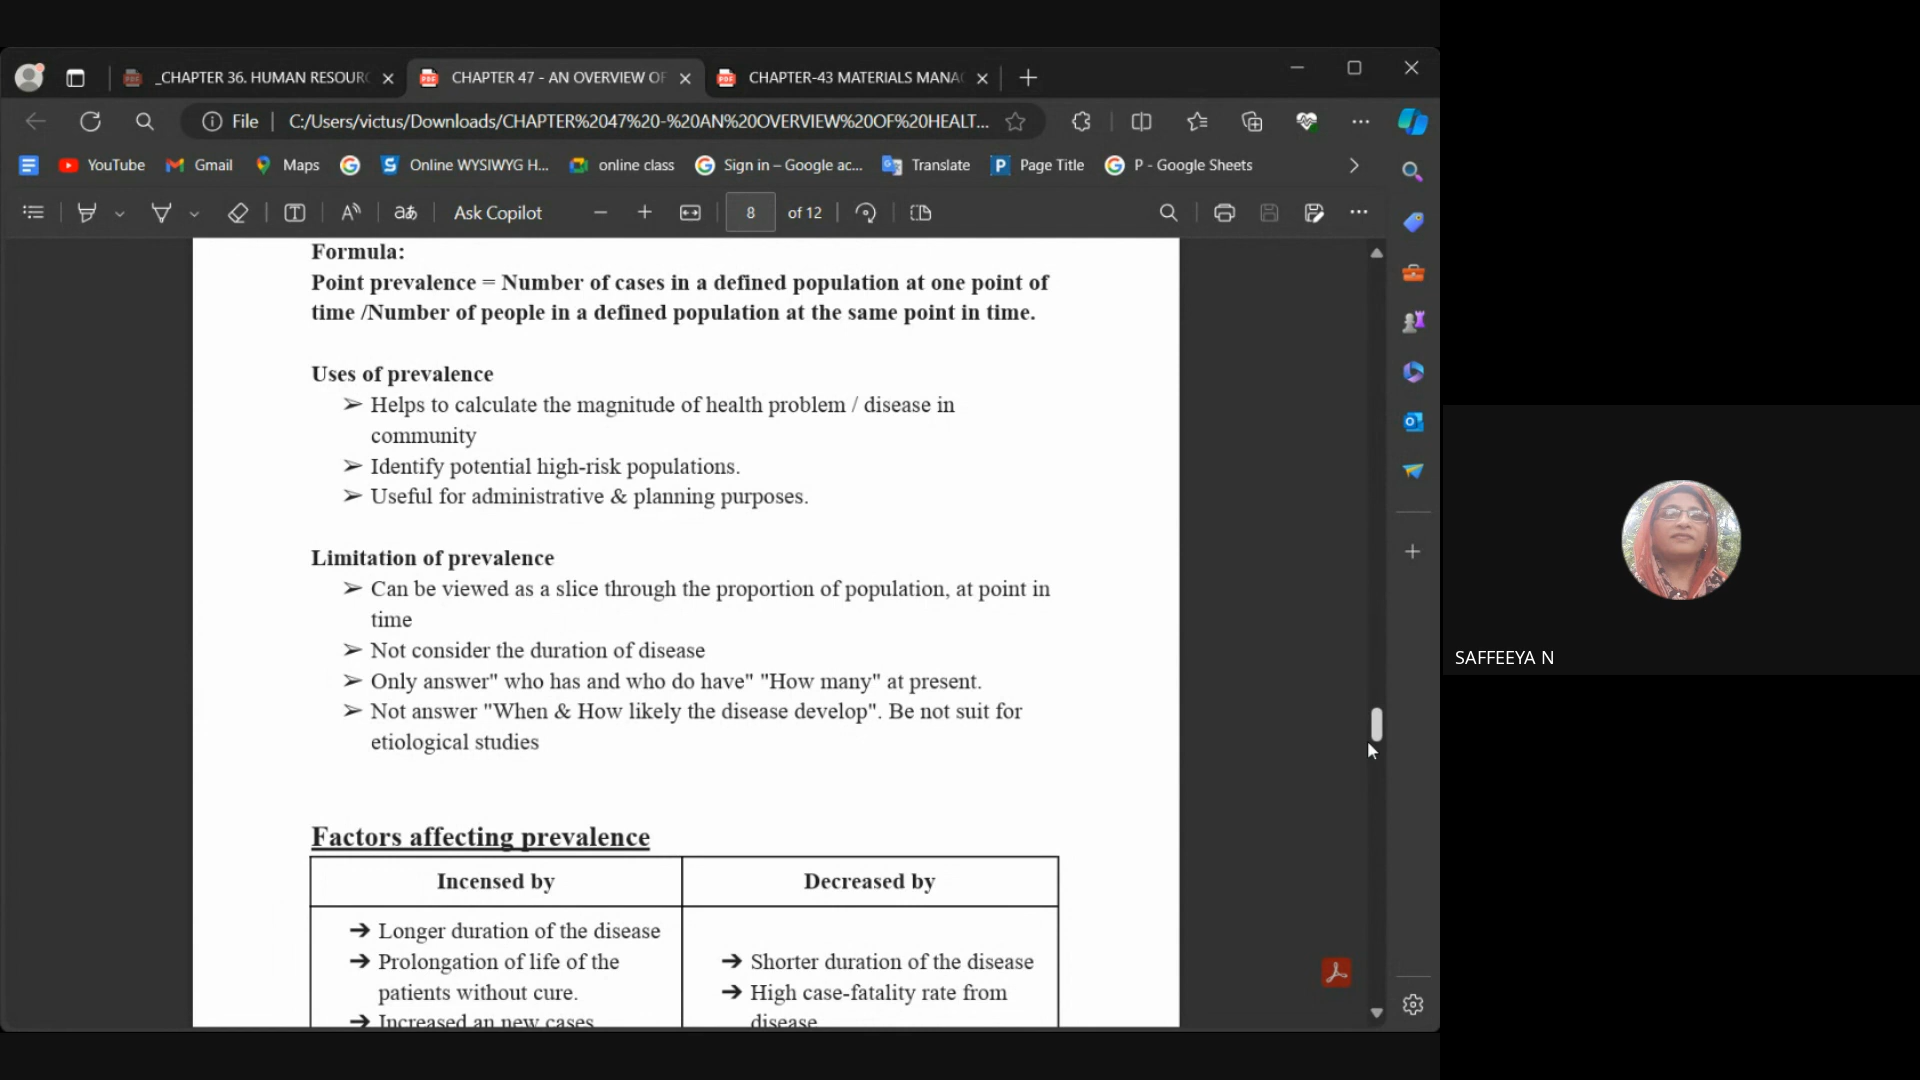 _CHAPTER 36. HUMAN RESOUR
CHAPTER 47 - AN OVERVIEW OF
CHAPTER-43 MATERIALS MANA
File
C:/Users/victus/Downloads/CHAPTER%2047%20-%20AN%20OVERVIEW%20OF%20HEALT...
YouTube
Gmail
Maps
Online WYSIWYG H...
online class
Sign in – Google ac...
Translate
Page Title
P - Google Sheets
Ask Copilot
8 of 12
Formula:
Point prevalence = Number of cases in a defined population at one point of
time /Number of people in a defined population at the same point in time.
Uses of prevalence
➢ Helps to calculate the magnitude of health problem / disease in
community
➢ Identify potential high-risk populations.
➢ Useful for administrative & planning purposes.
Limitation of prevalence
➢ Can be viewed as a slice through the proportion of population, at point in
time
➢ Not consider the duration of disease
➢ Only answer" who has and who do have" "How many" at present.
➢ Not answer "When & How likely the disease develop". Be not suit for
etiological studies
Factors affecting prevalence
Incensed by
➔ Longer duration of the disease
➔ Prolongation of life of the
patients without cure.
➔ Increased an new cases
Decreased by
➔ Shorter duration of the disease
➔ High case-fatality rate from
disease
SAFFEEYA N